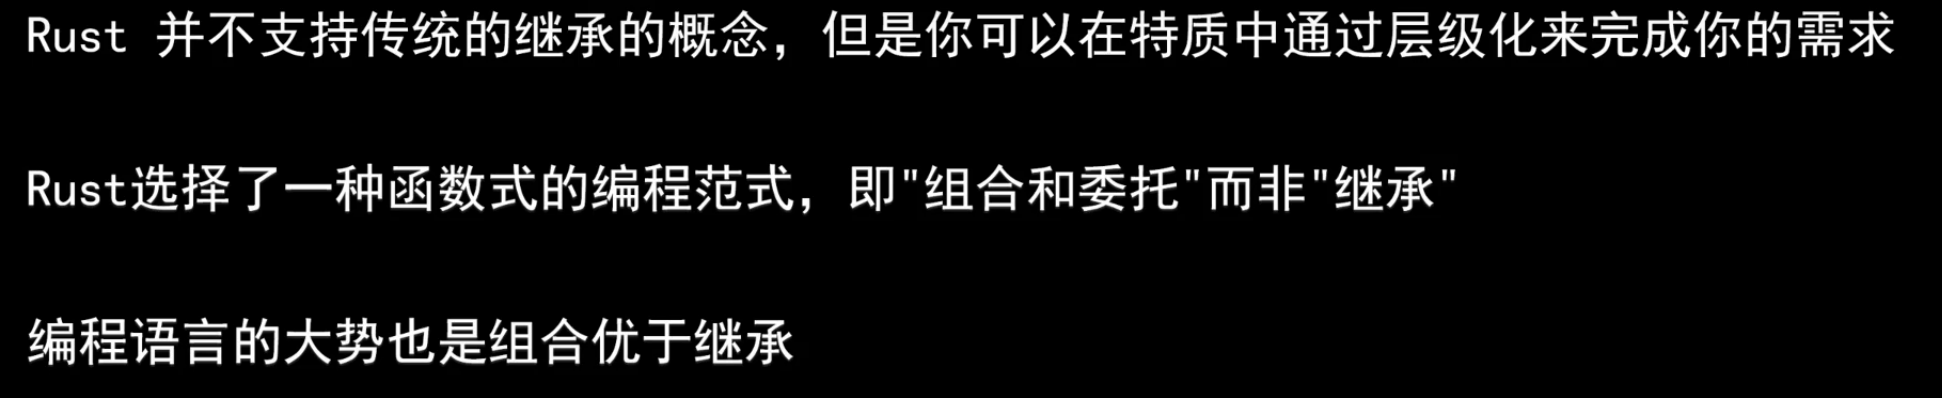 Rust 并不支持传统的继承的概念，但是你可以在特质中通过层级化来完成你的需求
Rust选择了一种函数式的编程范式，即"组合和委托"而非"继承"
编程语言的大势也是组合优于继承